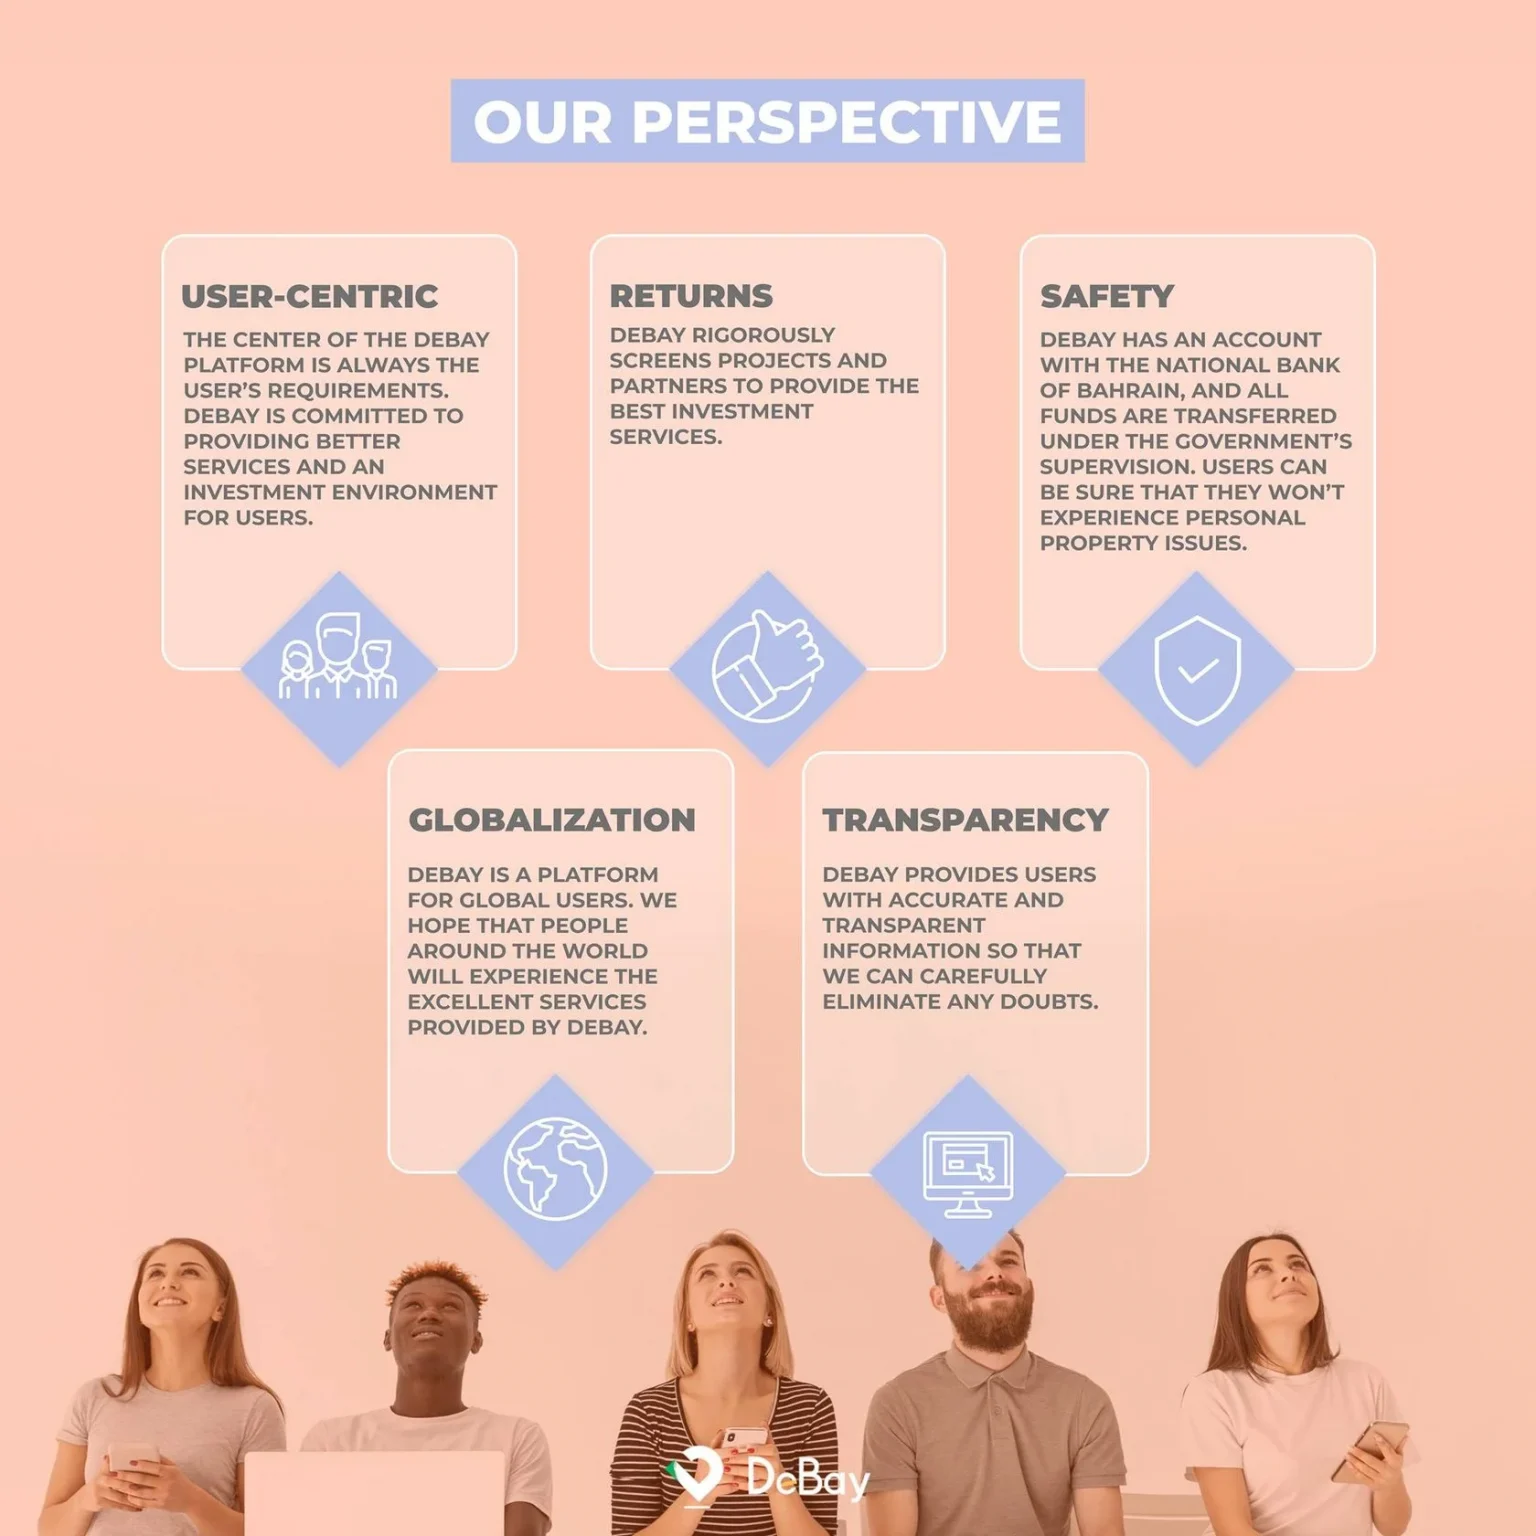 OUR PERSPECTIVE
USER-CENTRIC
THE CENTER OF THE DEBAY
PLATFORM IS ALWAYS THE
USER'S REQUIREMENTS.
DEBAY IS COMMITTED TO
PROVIDING BETTER
SERVICES AND AN
INVESTMENT ENVIRONMENT
FOR USERS.
RETURNS
DEBAY RIGOROUSLY
SCREENS PROJECTS AND
PARTNERS TO PROVIDE THE
BEST INVESTMENT
SERVICES.
SAFETY
DEBAY HAS AN ACCOUNT
WITH THE NATIONAL BANK
OF BAHRAIN, AND ALL
FUNDS ARE TRANSFERRED
UNDER THE GOVERNMENT'S
SUPERVISION. USERS CAN
BE SURE THAT THEY WON'T
EXPERIENCE PERSONAL
PROPERTY ISSUES.
GLOBALIZATION
DEBAY IS A PLATFORM
FOR GLOBAL USERS. WE
HOPE THAT PEOPLE
AROUND THE WORLD
WILL EXPERIENCE THE
EXCELLENT SERVICES
PROVIDED BY DEBAY.
TRANSPARENCY
DEBAY PROVIDES USERS
WITH ACCURATE AND
TRANSPARENT
INFORMATION SO THAT
WE CAN CAREFULLY
ELIMINATE ANY DOUBTS.
DeBay